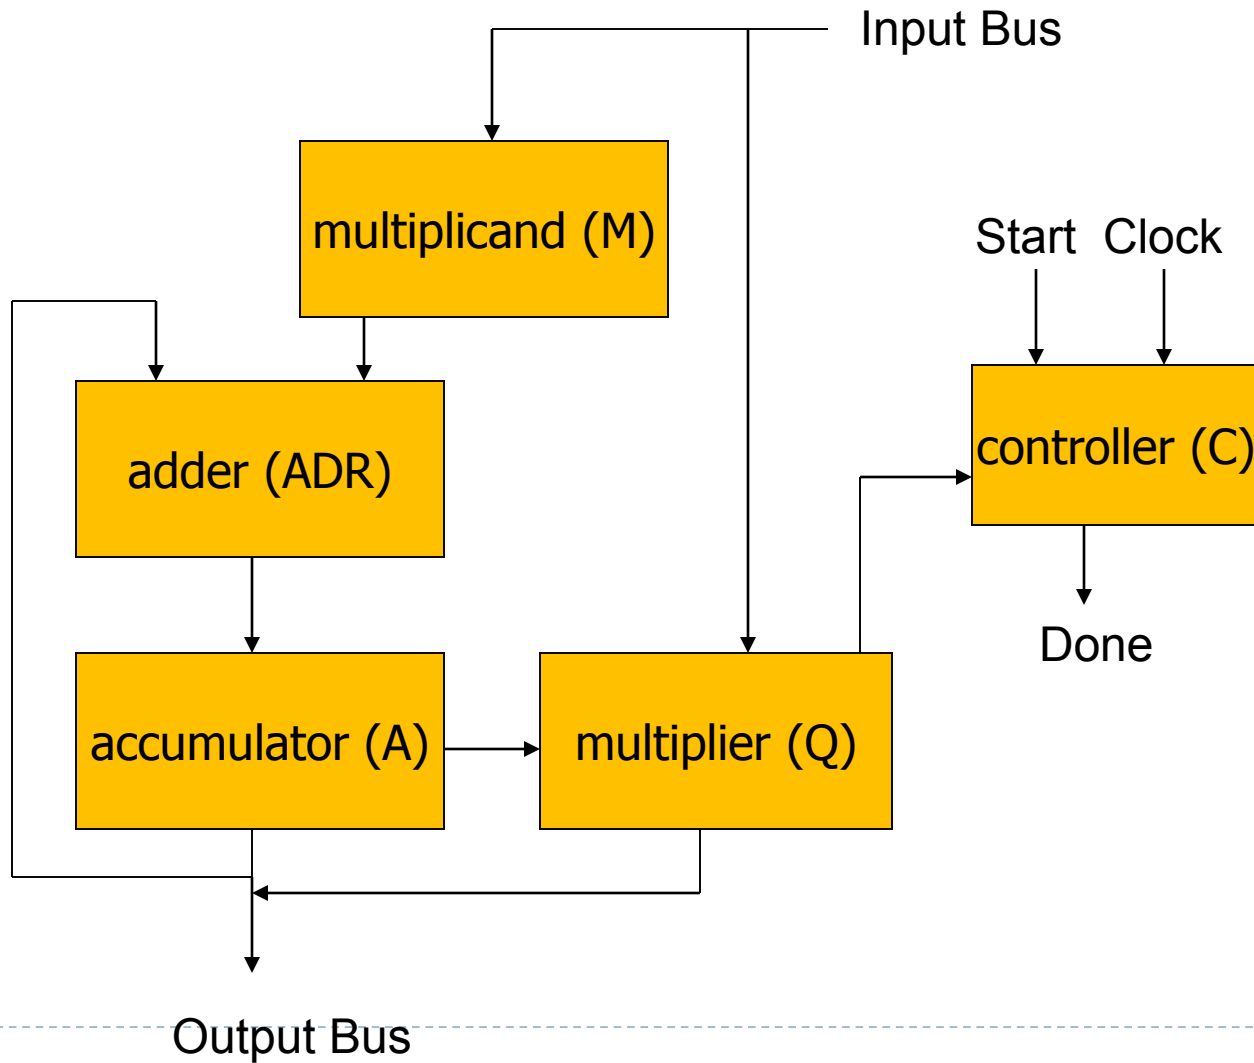 Input Bus
multiplicand (M)
Start Clock
adder (ADR)
controller (C)
Done
accumulator (A)
multiplier (Q)
Output Bus